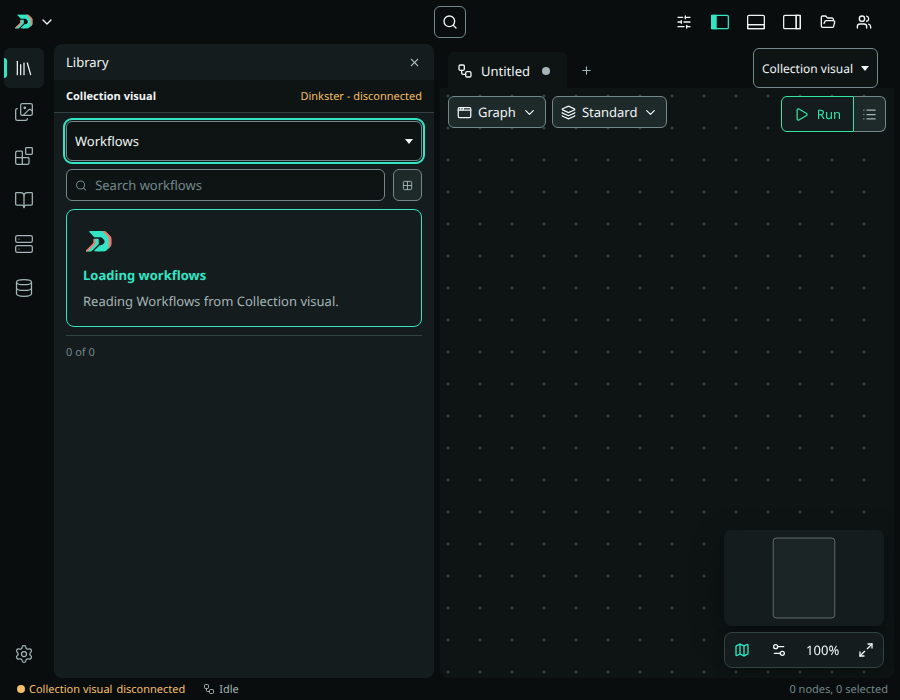 Library
Collection visual
Dinkster - disconnected
Workflows
Search workflows
Loading workflows
Reading Workflows from Collection visual.
0 of 0
Untitled
Collection visual
Graph
Standard
Run
100%
Collection visual disconnected
Idle
0 nodes, 0 selected